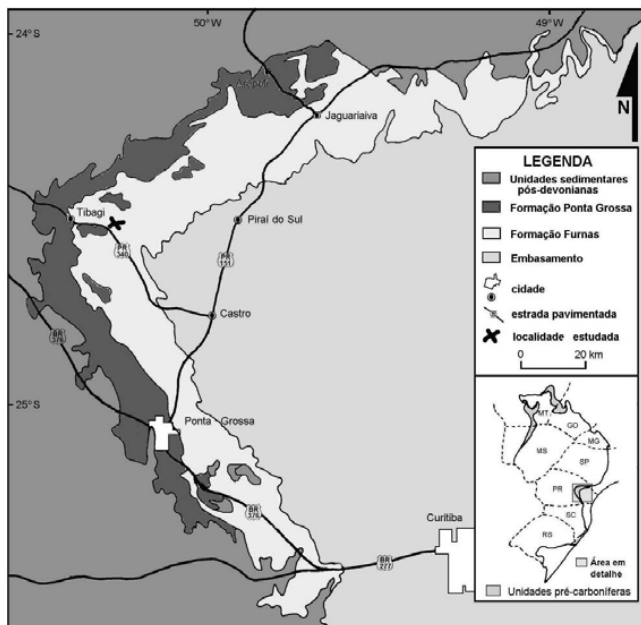 50°W
49°W
24°S
Jaguariaiva
N
Tibagi
PR
340
Piraí do Sul
PR
151
Castro
BR
376
25°S
Ponta - Grossa
BR
376
Curitiba
BR
277
LEGENDA
Unidades sedimentares
pós-devonianas
Formação Ponta Grossa
Formação Furnas
Embasamento
cidade
estrada pavimentada
localidade estudada
0 20 km
MT
GO
MG
MS
SP
PR
SC
RS
Área em
detalhe
Unidades pré-carboníferas